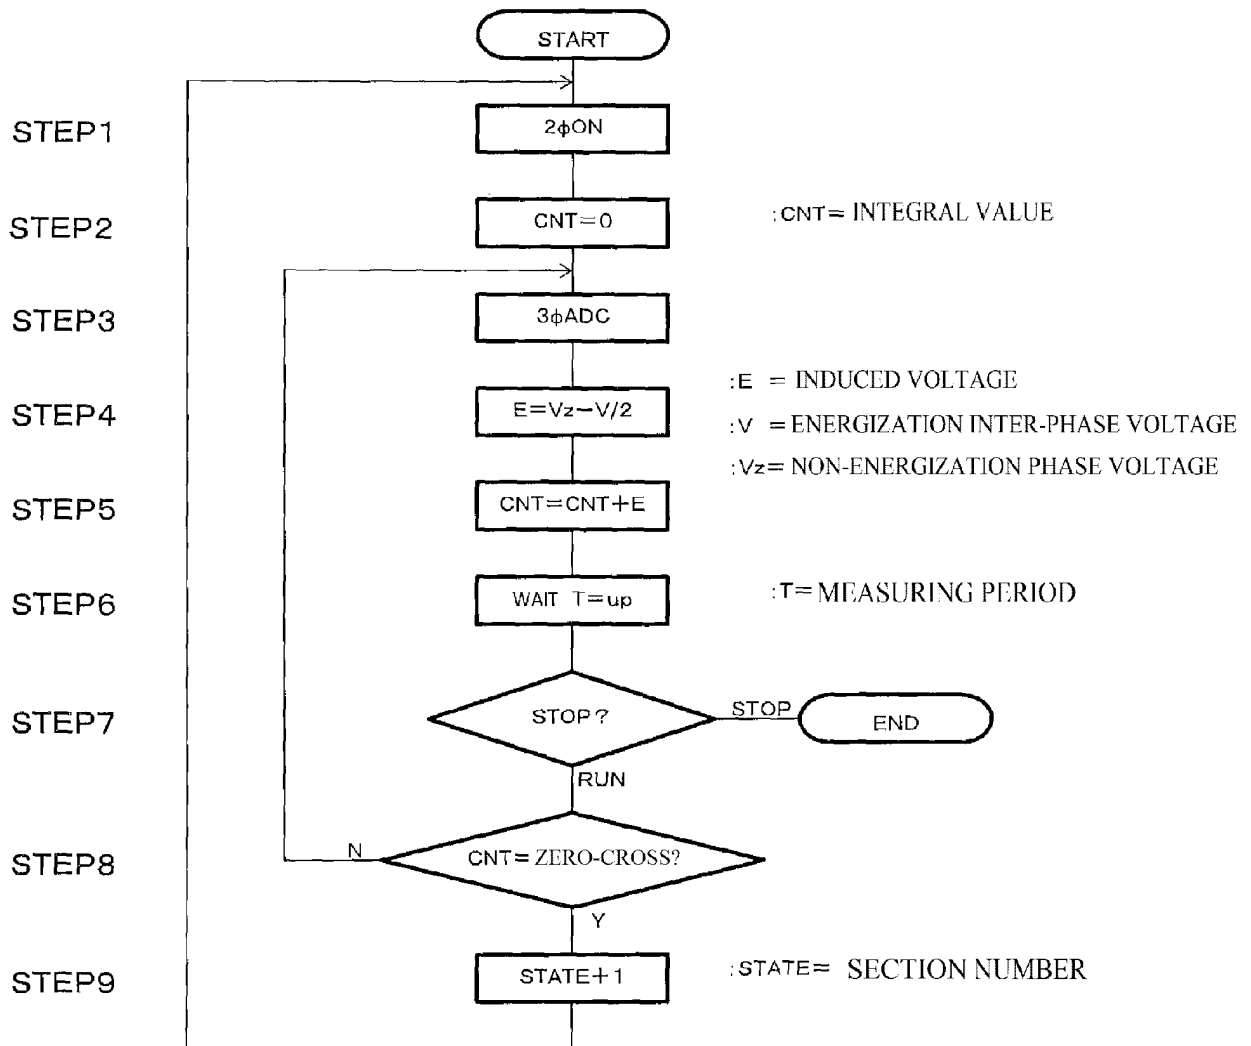 START
STEP1
2ϕON
STEP2
CNT=0
:CNT= INTEGRAL VALUE
STEP3
3ϕADC
STEP4
E=Vz−V/2
:E = INDUCED VOLTAGE
:V = ENERGIZATION INTER-PHASE VOLTAGE
:Vz= NON-ENERGIZATION PHASE VOLTAGE
STEP5
CNT=CNT+E
STEP6
WAIT T=up
:T= MEASURING PERIOD
STEP7
STOP?
STOP
END
RUN
STEP8
N
CNT= ZERO-CROSS?
Y
STEP9
STATE+1
:STATE= SECTION NUMBER